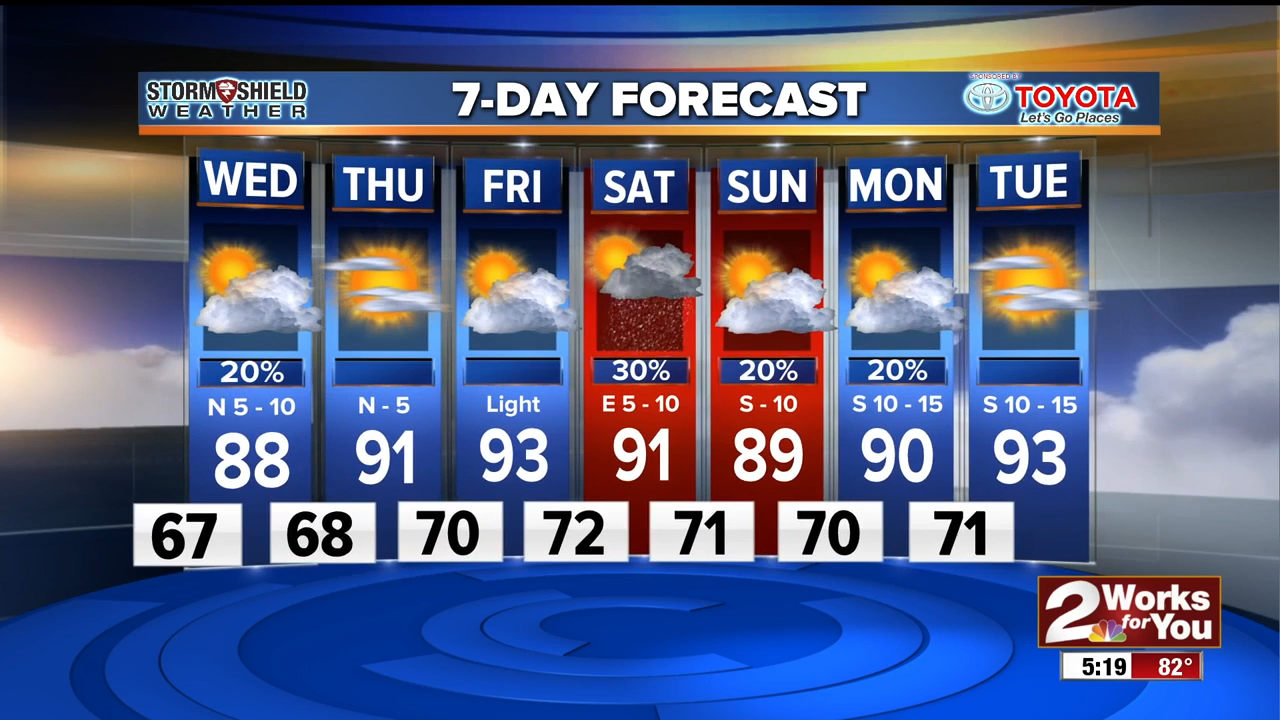 STORM SHIELD
WEATHER
7-DAY FORECAST
SPONSORED BY
TOYOTA
Let's Go Places
WED THU FRI SAT SUN MON TUE
20% 30% 20% 20%
N 5 - 10 N - 5 Light E 5 - 10 S - 10 S 10 - 15 S 10 - 15
88 91 93 91 89 90 93
67 68 70 72 71 70 71
2 Works
for You
5:19 82°